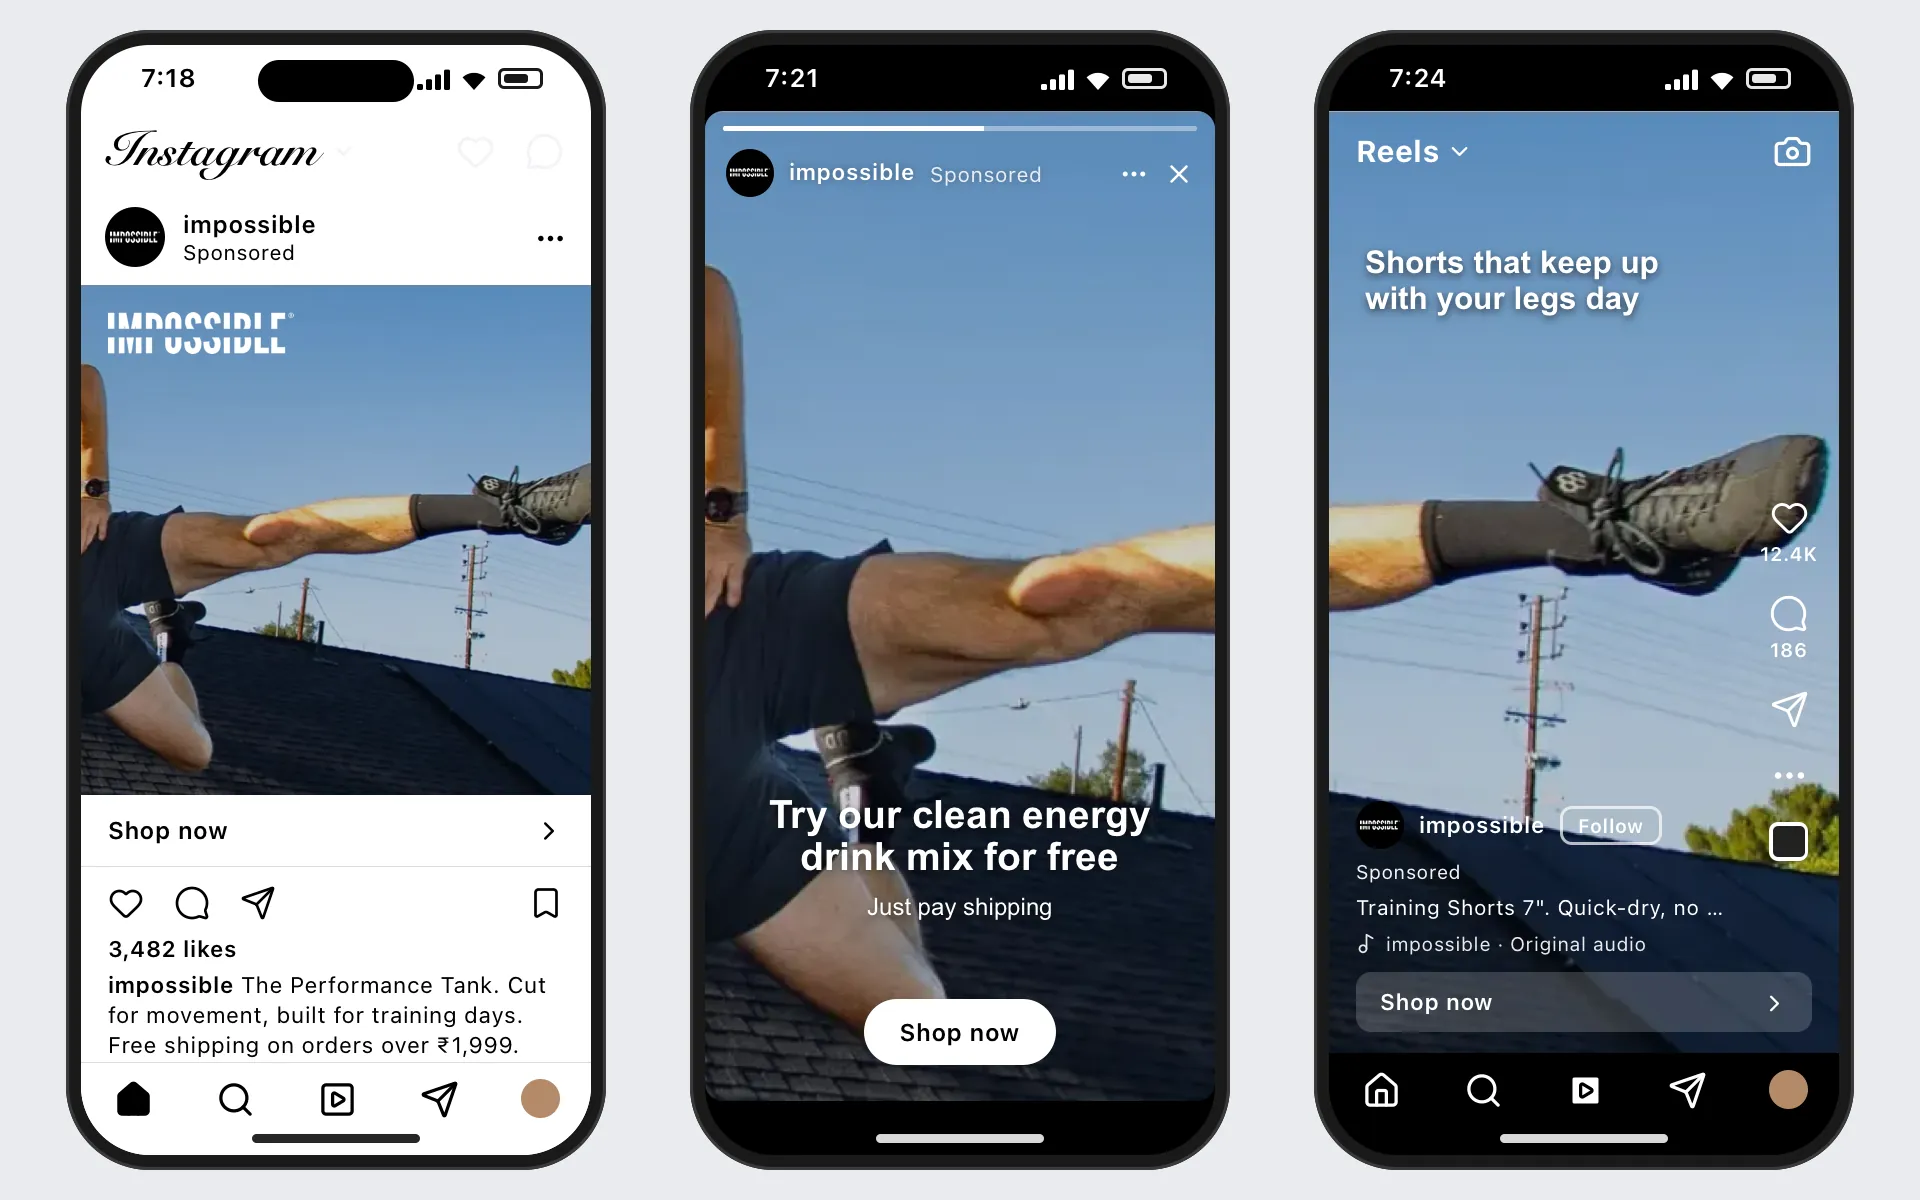 7:18
Instagram
IMPOSSIBLE
impossible
Sponsored
IMPOSSIBLE®
Shop now
3,482 likes
impossible The Performance Tank. Cut
for movement, built for training days.
Free shipping on orders over ₹1,999.
7:21
IMPOSSIBLE
impossible Sponsored
Try our clean energy
drink mix for free
Just pay shipping
Shop now
7:24
Reels
Shorts that keep up
with your legs day
12.4K
186
IMPOSSIBLE
impossible Follow
Sponsored
Training Shorts 7". Quick-dry, no ...
impossible · Original audio
Shop now